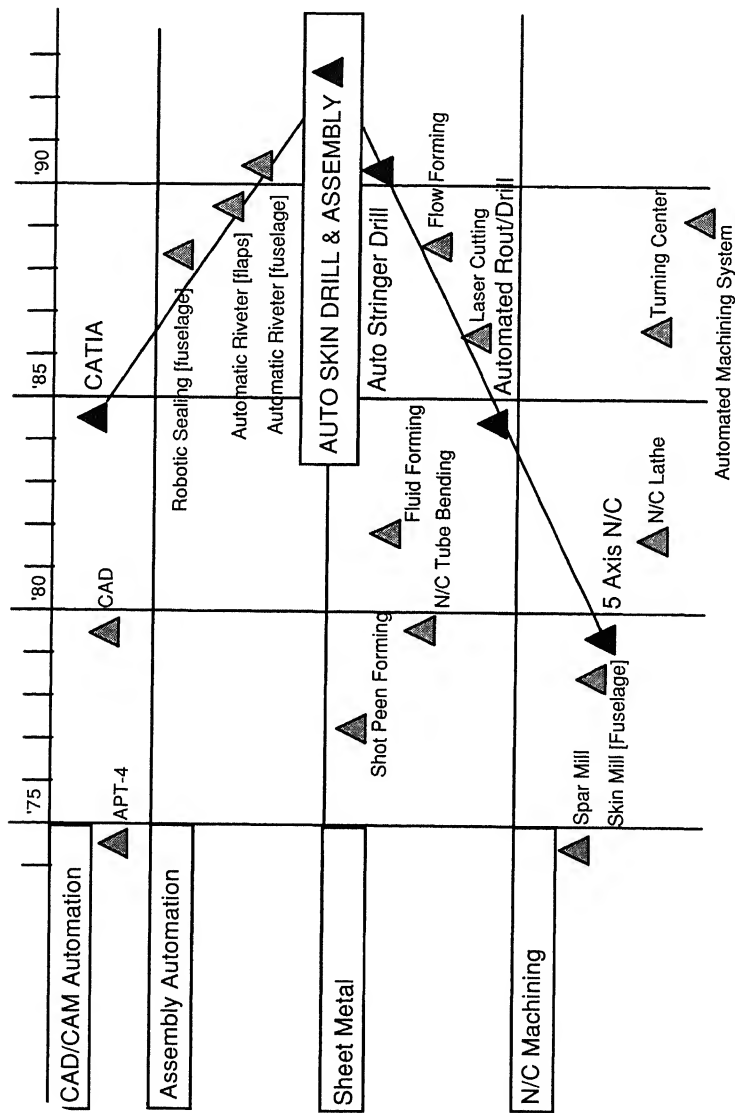 '75
'80
'85
'90
CAD/CAM Automation
APT-4
CAD
CATIA
Assembly Automation
Robotic Sealing [fuselage]
Automatic Riveter [flaps]
Automatic Riveter [fuselage]
AUTO SKIN DRILL & ASSEMBLY
Sheet Metal
Shot Peen Forming
Fluid Forming
N/C Tube Bending
Auto Stringer Drill
Flow Forming
Laser Cutting
Automated Rout/Drill
N/C Machining
Spar Mill
Skin Mill [Fuselage]
5 Axis N/C
N/C Lathe
Turning Center
Automated Machining System